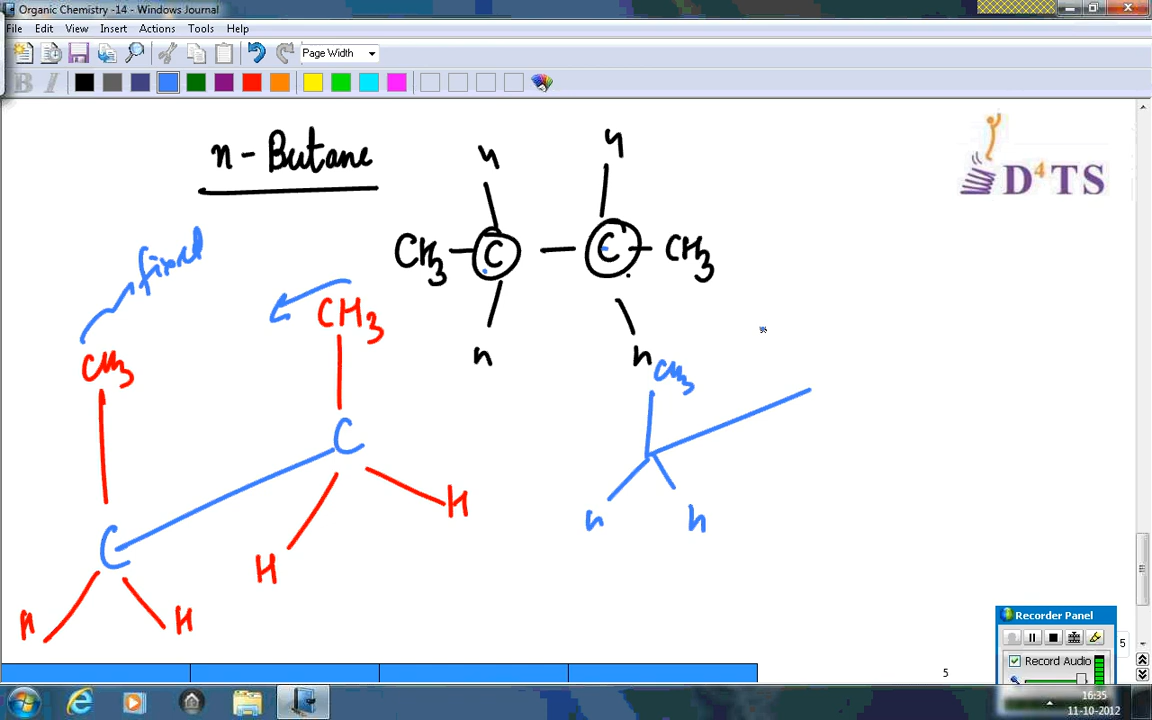 Organic Chemistry -14 - Windows Journal
File Edit View Insert Actions Tools Help
Page Width
B I
n - Butane
H H
CH3 - C - C - CH3
H H
D4TS
fixed
CH3
CH3
CH3
C
C
H
H
H
H
H H
Recorder Panel
Record Audio
5
5
16:35
11-10-2012